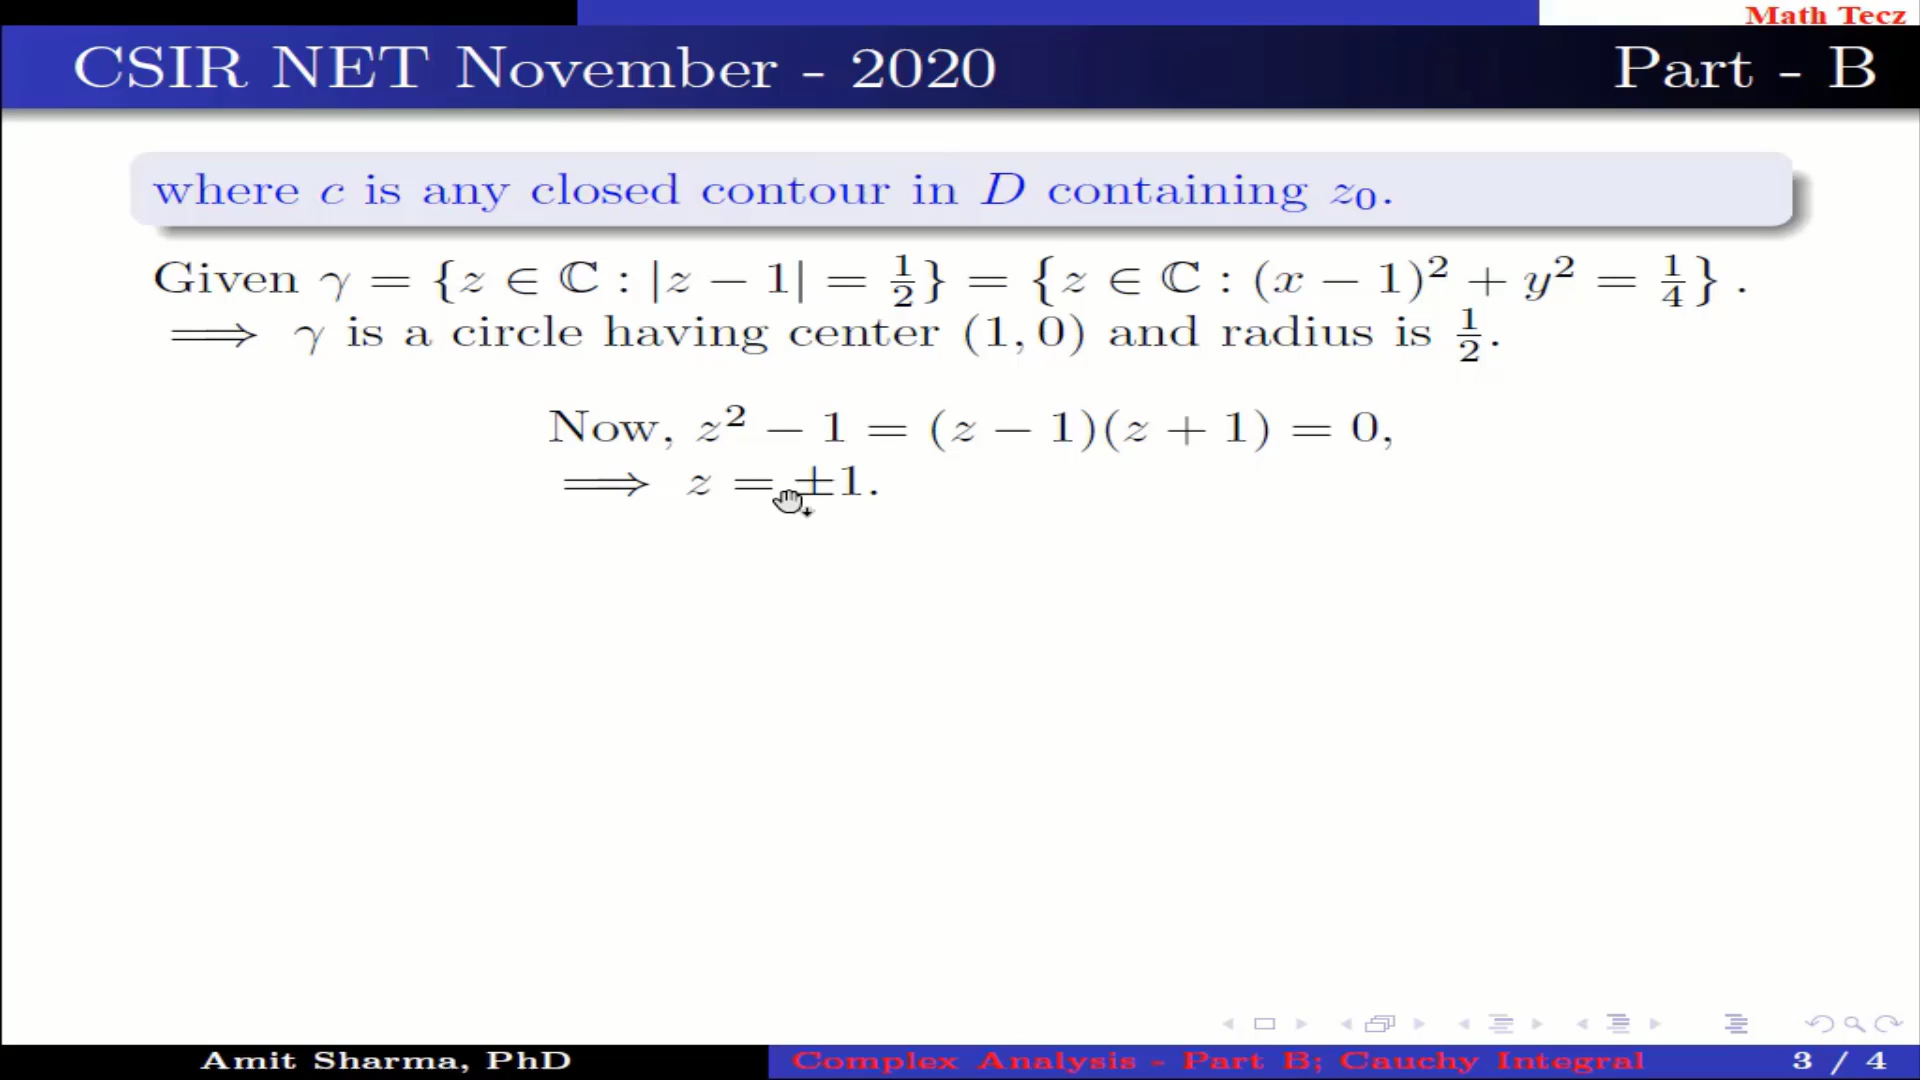 Math Tecz
CSIR NET November - 2020 Part - B
where c is any closed contour in D containing z₀.
Given γ = {z ∈ ℂ : |z − 1| = 1/2} = {z ∈ ℂ : (x − 1)² + y² = 1/4} .
⟹ γ is a circle having center (1, 0) and radius is 1/2.
Now, z² − 1 = (z − 1)(z + 1) = 0,
⟹ z = ±1.
Amit Sharma, PhD Complex Analysis - Part B; Cauchy Integral 3 / 4